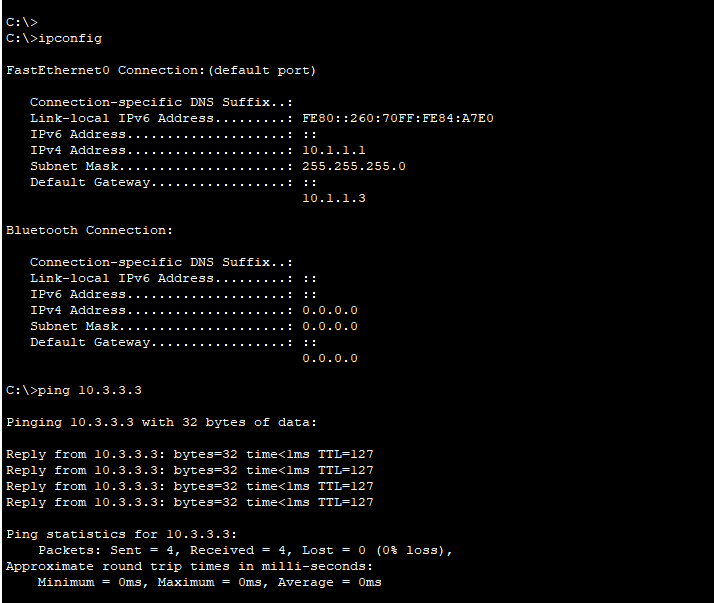 C:\>
C:\>ipconfig
FastEthernet0 Connection:(default port)
Connection-specific DNS Suffix..:
Link-local IPv6 Address.........: FE80::260:70FF:FE84:A7E0
IPv6 Address....................: ::
IPv4 Address....................: 10.1.1.1
Subnet Mask.....................: 255.255.255.0
Default Gateway.................: ::
10.1.1.3
Bluetooth Connection:
Connection-specific DNS Suffix..:
Link-local IPv6 Address.........: ::
IPv6 Address....................: ::
IPv4 Address....................: 0.0.0.0
Subnet Mask.....................: 0.0.0.0
Default Gateway.................: ::
0.0.0.0
C:\>ping 10.3.3.3
Pinging 10.3.3.3 with 32 bytes of data:
Reply from 10.3.3.3: bytes=32 time<1ms TTL=127
Reply from 10.3.3.3: bytes=32 time<1ms TTL=127
Reply from 10.3.3.3: bytes=32 time<1ms TTL=127
Reply from 10.3.3.3: bytes=32 time<1ms TTL=127
Ping statistics for 10.3.3.3:
Packets: Sent = 4, Received = 4, Lost = 0 (0% loss),
Approximate round trip times in milli-seconds:
Minimum = 0ms, Maximum = 0ms, Average = 0ms